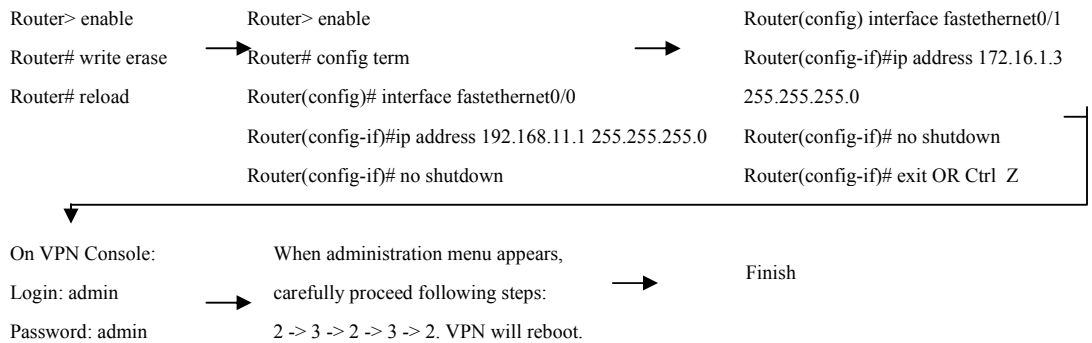 Router> enable
Router# write erase
Router# reload
Router> enable
Router# config term
Router(config)# interface fastethernet0/0
Router(config-if)#ip address 192.168.11.1 255.255.255.0
Router(config-if)# no shutdown
Router(config) interface fastethernet0/1
Router(config-if)#ip address 172.16.1.3
255.255.255.0
Router(config-if)# no shutdown
Router(config-if)# exit OR Ctrl Z
On VPN Console:
Login: admin
Password: admin
When administration menu appears,
carefully proceed following steps:
2 -> 3 -> 2 -> 3 -> 2. VPN will reboot.
Finish